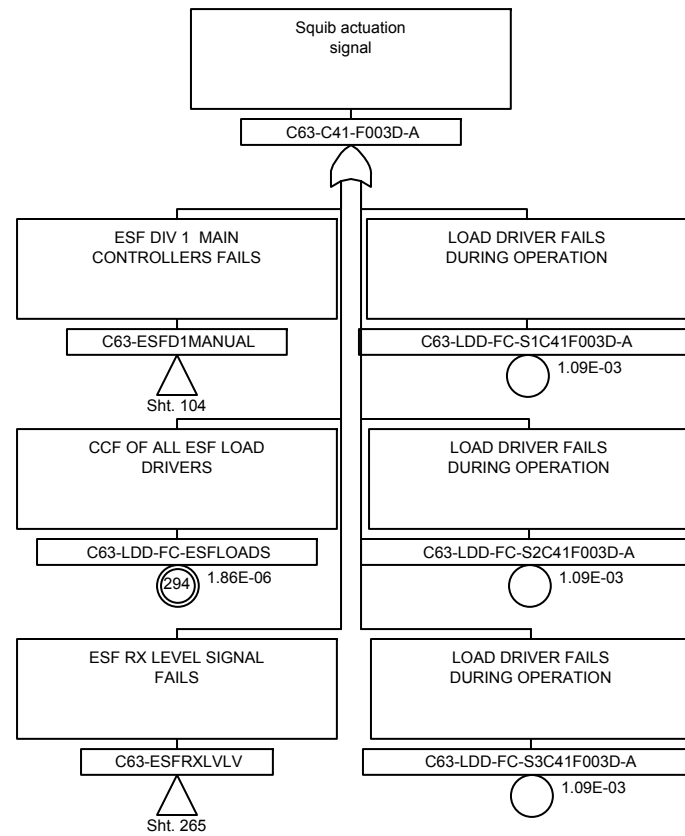 Squib actuation
signal
C63-C41-F003D-A
ESF DIV 1 MAIN
CONTROLLERS FAILS
C63-ESFD1MANUAL
Sht. 104
LOAD DRIVER FAILS
DURING OPERATION
C63-LDD-FC-S1C41F003D-A
1.09E-03
CCF OF ALL ESF LOAD
DRIVERS
C63-LDD-FC-ESFLOADS
294
1.86E-06
LOAD DRIVER FAILS
DURING OPERATION
C63-LDD-FC-S2C41F003D-A
1.09E-03
ESF RX LEVEL SIGNAL
FAILS
C63-ESFRXLVLV
Sht. 265
LOAD DRIVER FAILS
DURING OPERATION
C63-LDD-FC-S3C41F003D-A
1.09E-03